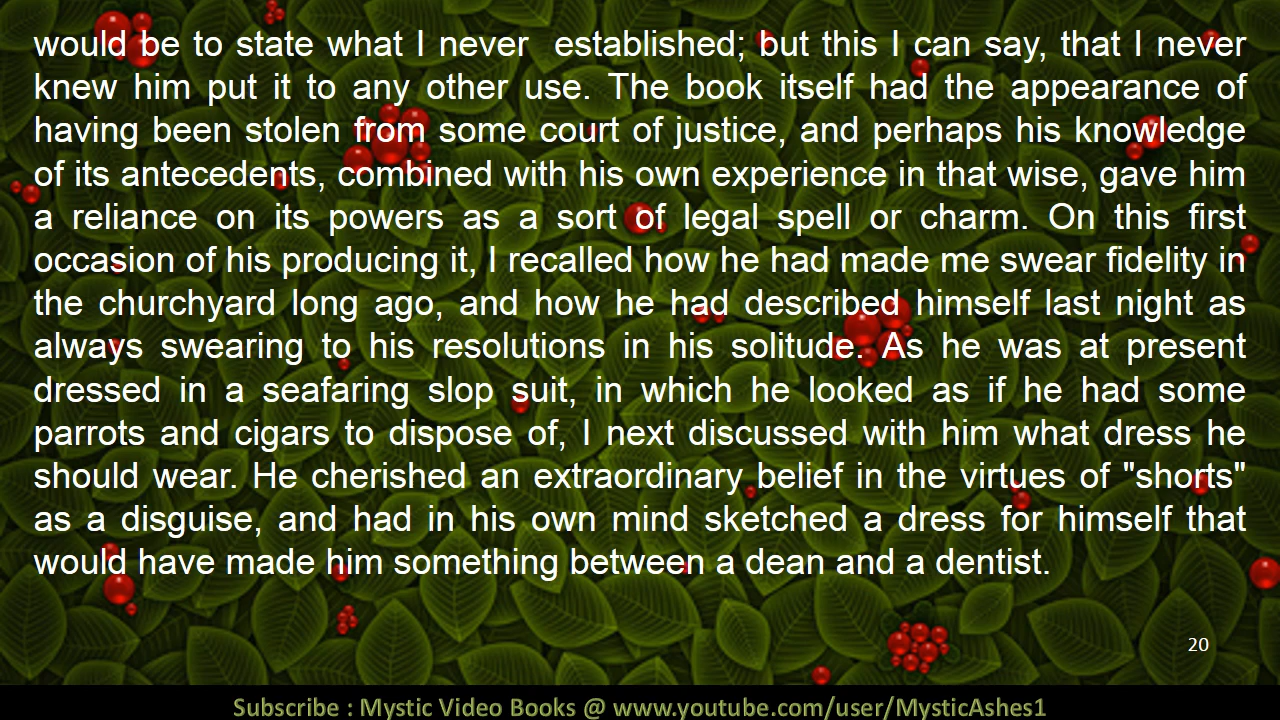 would be to state what I never established; but this I can say, that I never
knew him put it to any other use. The book itself had the appearance of
having been stolen from some court of justice, and perhaps his knowledge
of its antecedents, combined with his own experience in that wise, gave him
a reliance on its powers as a sort of legal spell or charm. On this first
occasion of his producing it, I recalled how he had made me swear fidelity in
the churchyard long ago, and how he had described himself last night as
always swearing to his resolutions in his solitude. As he was at present
dressed in a seafaring slop suit, in which he looked as if he had some
parrots and cigars to dispose of, I next discussed with him what dress he
should wear. He cherished an extraordinary belief in the virtues of "shorts"
as a disguise, and had in his own mind sketched a dress for himself that
would have made him something between a dean and a dentist.
20
Subscribe : Mystic Video Books @ www.youtube.com/user/MysticAshes1